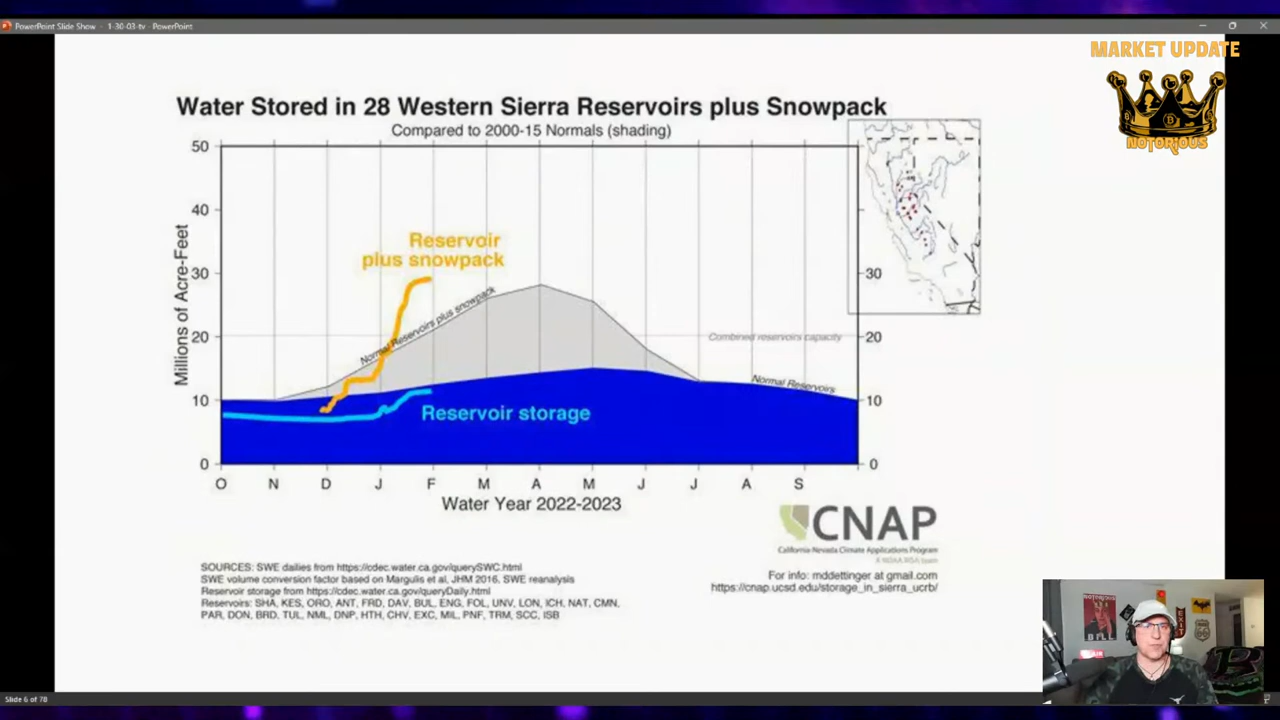 PowerPoint Slide Show - 1-30-03-tv - PowerPoint
MARKET UPDATE
NOTORIOUS
Water Stored in 28 Western Sierra Reservoirs plus Snowpack
Compared to 2000-15 Normals (shading)
50
40
30
20
10
0
Millions of Acre-Feet
Reservoir
plus snowpack
Normal Reservoirs plus snowpack
Combined reservoirs capacity
Normal Reservoirs
Reservoir storage
30
20
10
0
O N D J F M A M J J A S
Water Year 2022-2023
CNAP
California-Nevada Climate Applications Program
A NOAA RISA team
For info: mddettinger at gmail.com
https://cnap.ucsd.edu/storage_in_sierra_ucrb/
SOURCES: SWE dailies from https://cdec.water.ca.gov/querySWC.html
SWE volume conversion factor based on Margulis et al, JHM 2016, SWE reanalysis
Reservoir storage from https://cdec.water.ca.gov/queryDaily.html
Reservoirs: SHA, KES, ORO, ANT, FRD, DAV, BUL, ENG, FOL, UNV, LON, ICH, NAT, CMN,
PAR, DON, BRD, TUL, NML, DNP, HTH, CHV, EXC, MIL, PNF, TRM, SCC, ISB
NOTORIOUS
BILL
EXIT
66
Slide 6 of 78